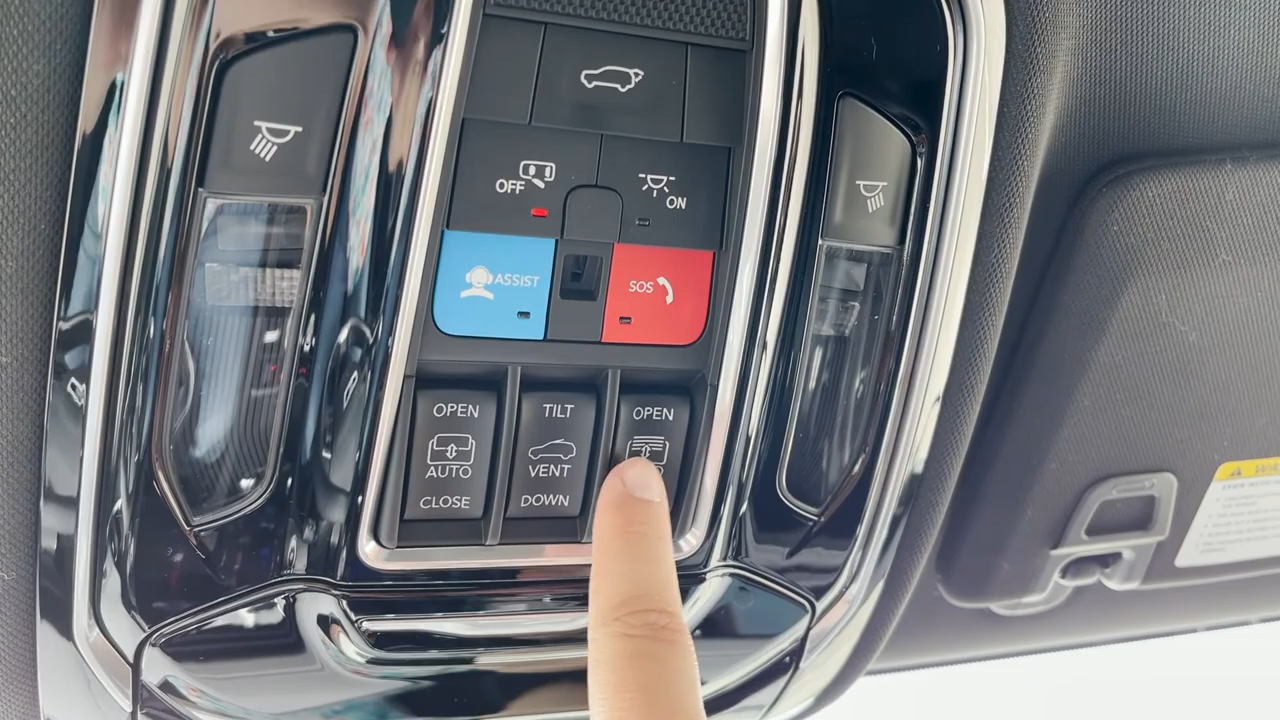 OFF
ON
ASSIST
SOS
OPEN
AUTO
CLOSE
TILT
VENT
DOWN
OPEN